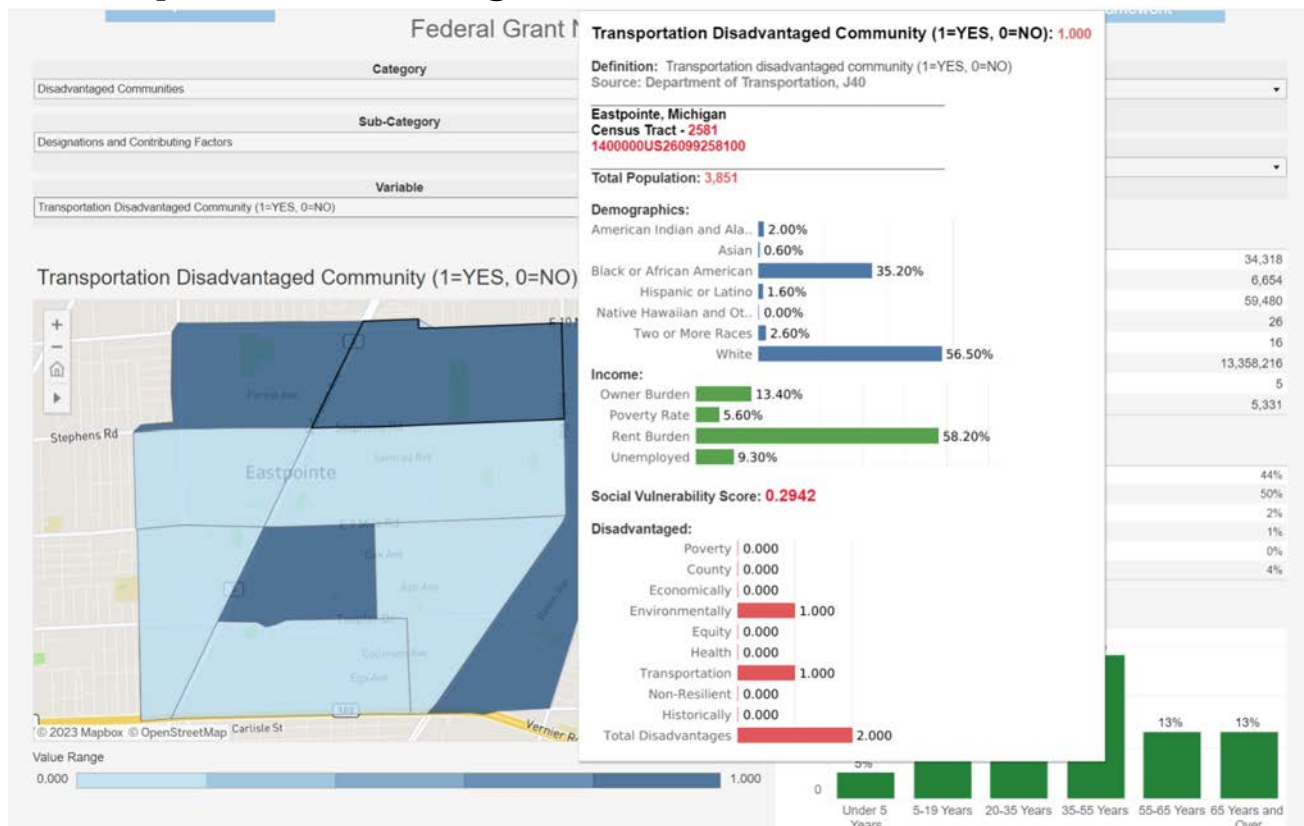 Federal Grant N
Category
Disadvantaged Communities
Sub-Category
Designations and Contributing Factors
Variable
Transportation Disadvantaged Community (1=YES, 0=NO)
Transportation Disadvantaged Community (1=YES, 0=NO)
Stephens Rd
Eastpointe
Carlisle St
Vernier R
102
© 2023 Mapbox © OpenStreetMap
Value Range
0.000
1.000
Transportation Disadvantaged Community (1=YES, 0=NO): 1.000
Definition: Transportation disadvantaged community (1=YES, 0=NO)
Source: Department of Transportation, J40
Eastpointe, Michigan
Census Tract - 2581
1400000US26099258100
Total Population: 3,851
Demographics:
American Indian and Ala.. 2.00%
Asian 0.60%
Black or African American 35.20%
Hispanic or Latino 1.60%
Native Hawaiian and Ot.. 0.00%
Two or More Races 2.60%
White 56.50%
Income:
Owner Burden 13.40%
Poverty Rate 5.60%
Rent Burden 58.20%
Unemployed 9.30%
Social Vulnerability Score: 0.2942
Disadvantaged:
Poverty 0.000
County 0.000
Economically 0.000
Environmentally 1.000
Equity 0.000
Health 0.000
Transportation 1.000
Non-Resilient 0.000
Historically 0.000
Total Disadvantages 2.000
34,318
6,654
59,480
26
16
13,358,216
5
5,331
44%
50%
2%
1%
0%
4%
13%
13%
5%
0
Under 5 Years
5-19 Years
20-35 Years
35-55 Years
55-65 Years
65 Years and Over